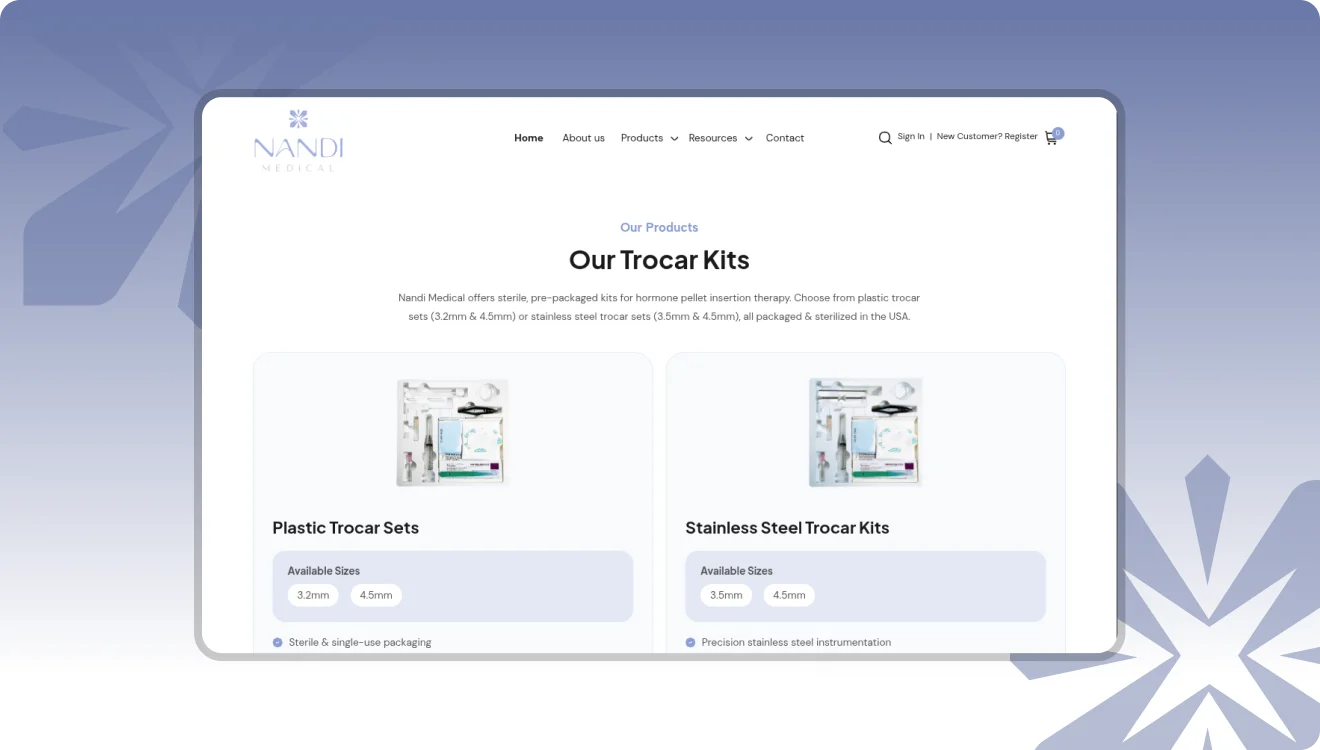 NANDI
MEDICAL
Home About us Products Resources Contact
Sign In | New Customer? Register
0
Our Products
Our Trocar Kits
Nandi Medical offers sterile, pre-packaged kits for hormone pellet insertion therapy. Choose from plastic trocar
sets (3.2mm & 4.5mm) or stainless steel trocar sets (3.5mm & 4.5mm), all packaged & sterilized in the USA.
Plastic Trocar Sets
Available Sizes
3.2mm 4.5mm
Sterile & single-use packaging
Stainless Steel Trocar Kits
Available Sizes
3.5mm 4.5mm
Precision stainless steel instrumentation